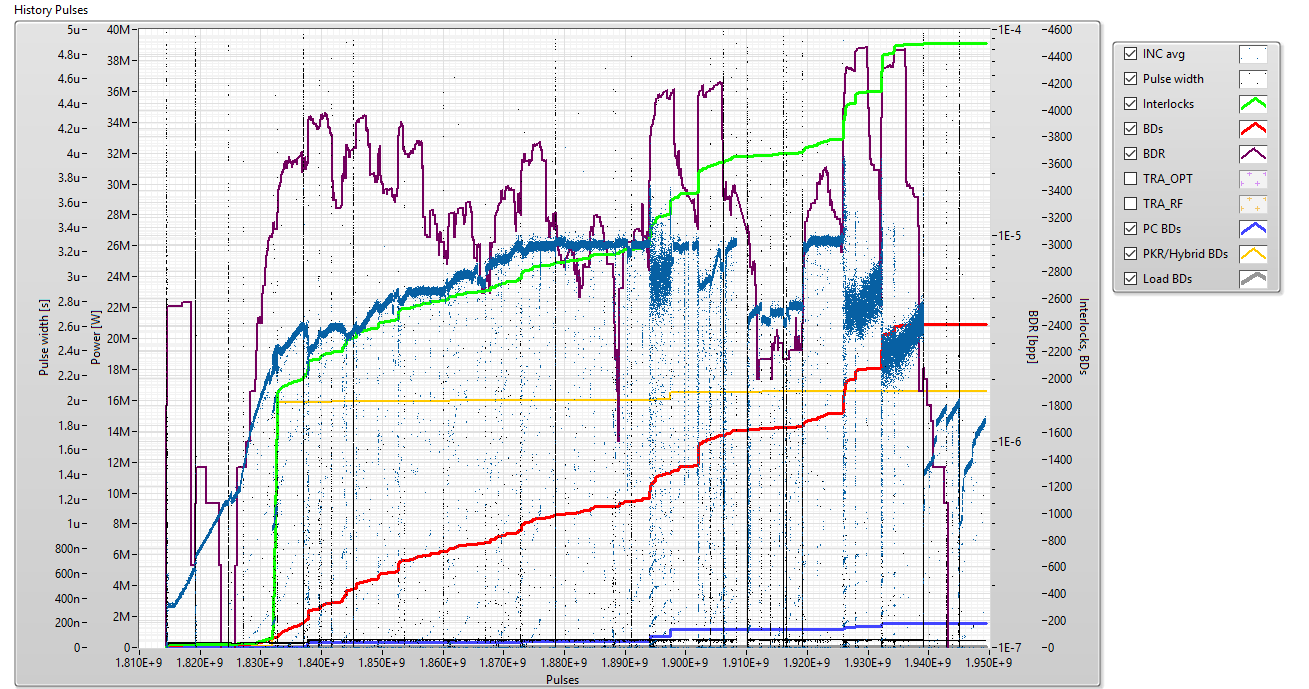 History Pulses
5u
4.8u
4.6u
4.4u
4.2u
4u
3.8u
3.6u
3.4u
3.2u
3u
2.8u
2.6u
2.4u
2.2u
2u
1.8u
1.6u
1.4u
1.2u
1u
800n
600n
400n
200n
0
Pulse width [s]
40M
38M
36M
34M
32M
30M
28M
26M
24M
22M
20M
18M
16M
14M
12M
10M
8M
6M
4M
2M
0
Power [W]
1.810E+9 1.820E+9 1.830E+9 1.840E+9 1.850E+9 1.860E+9 1.870E+9 1.880E+9 1.890E+9 1.900E+9 1.910E+9 1.920E+9 1.930E+9 1.940E+9 1.950E+9
Pulses
1E-4
1E-5
1E-6
1E-7
BDR [bpp]
4600
4400
4200
4000
3800
3600
3400
3200
3000
2800
2600
2400
2200
2000
1800
1600
1400
1200
1000
800
600
400
200
0
Interlocks, BDs
INC avg
Pulse width
Interlocks
BDs
BDR
TRA_OPT
TRA_RF
PC BDs
PKR/Hybrid BDs
Load BDs